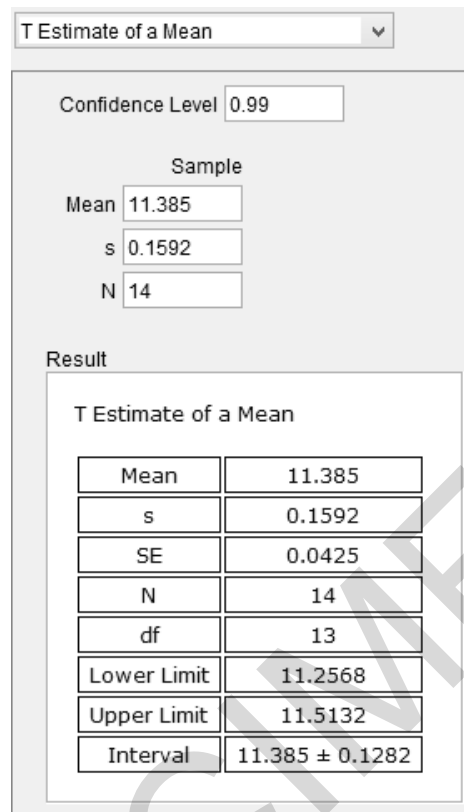 T Estimate of a Mean
Confidence Level 0.99
Sample
Mean 11.385
s 0.1592
N 14
Result
T Estimate of a Mean
Mean 11.385
s 0.1592
SE 0.0425
N 14
df 13
Lower Limit 11.2568
Upper Limit 11.5132
Interval 11.385 ± 0.1282